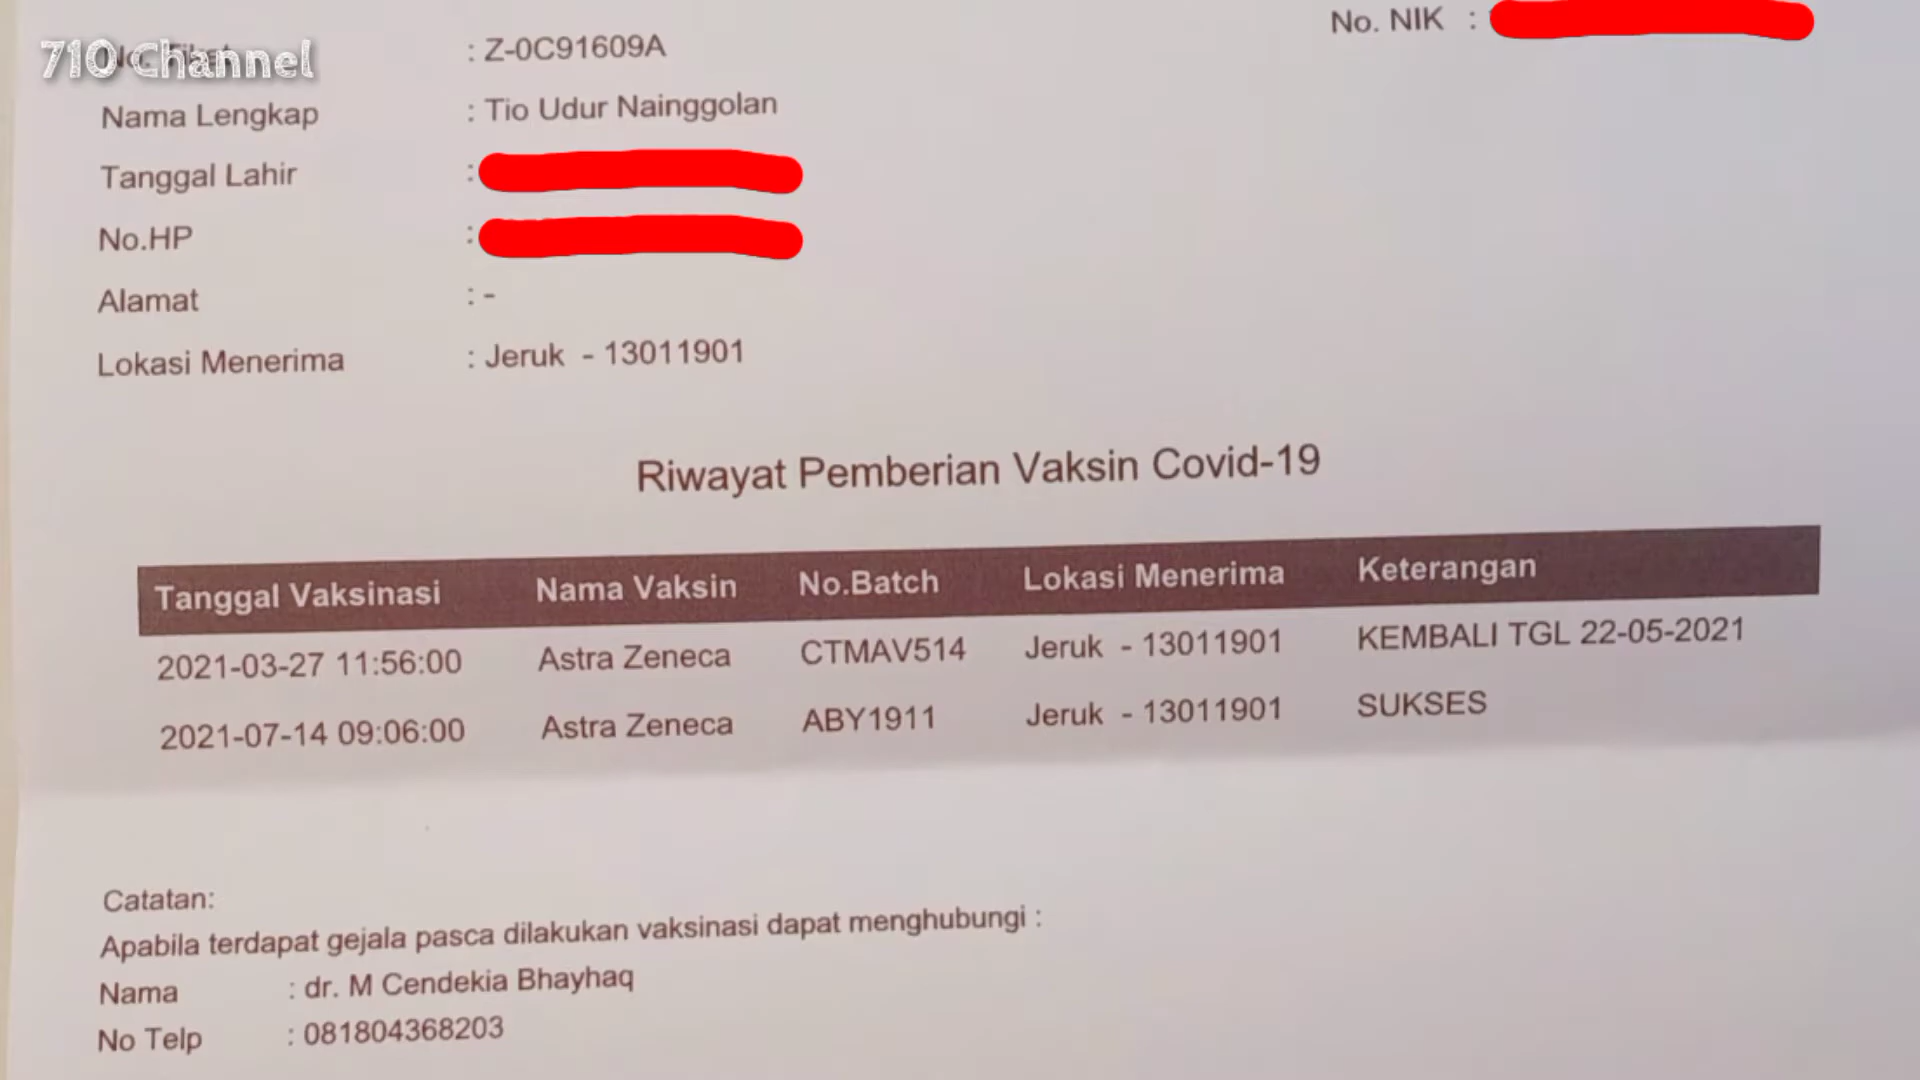 710 Channel
: Z-0C91609A
No. NIK :
Nama Lengkap : Tio Udur Nainggolan
Tanggal Lahir :
No.HP :
Alamat : -
Lokasi Menerima : Jeruk - 13011901
Riwayat Pemberian Vaksin Covid-19
Tanggal Vaksinasi Nama Vaksin No.Batch Lokasi Menerima Keterangan
2021-03-27 11:56:00 Astra Zeneca CTMAV514 Jeruk - 13011901 KEMBALI TGL 22-05-2021
2021-07-14 09:06:00 Astra Zeneca ABY1911 Jeruk - 13011901 SUKSES
Catatan:
Apabila terdapat gejala pasca dilakukan vaksinasi dapat menghubungi :
Nama : dr. M Cendekia Bhayhaq
No Telp : 081804368203